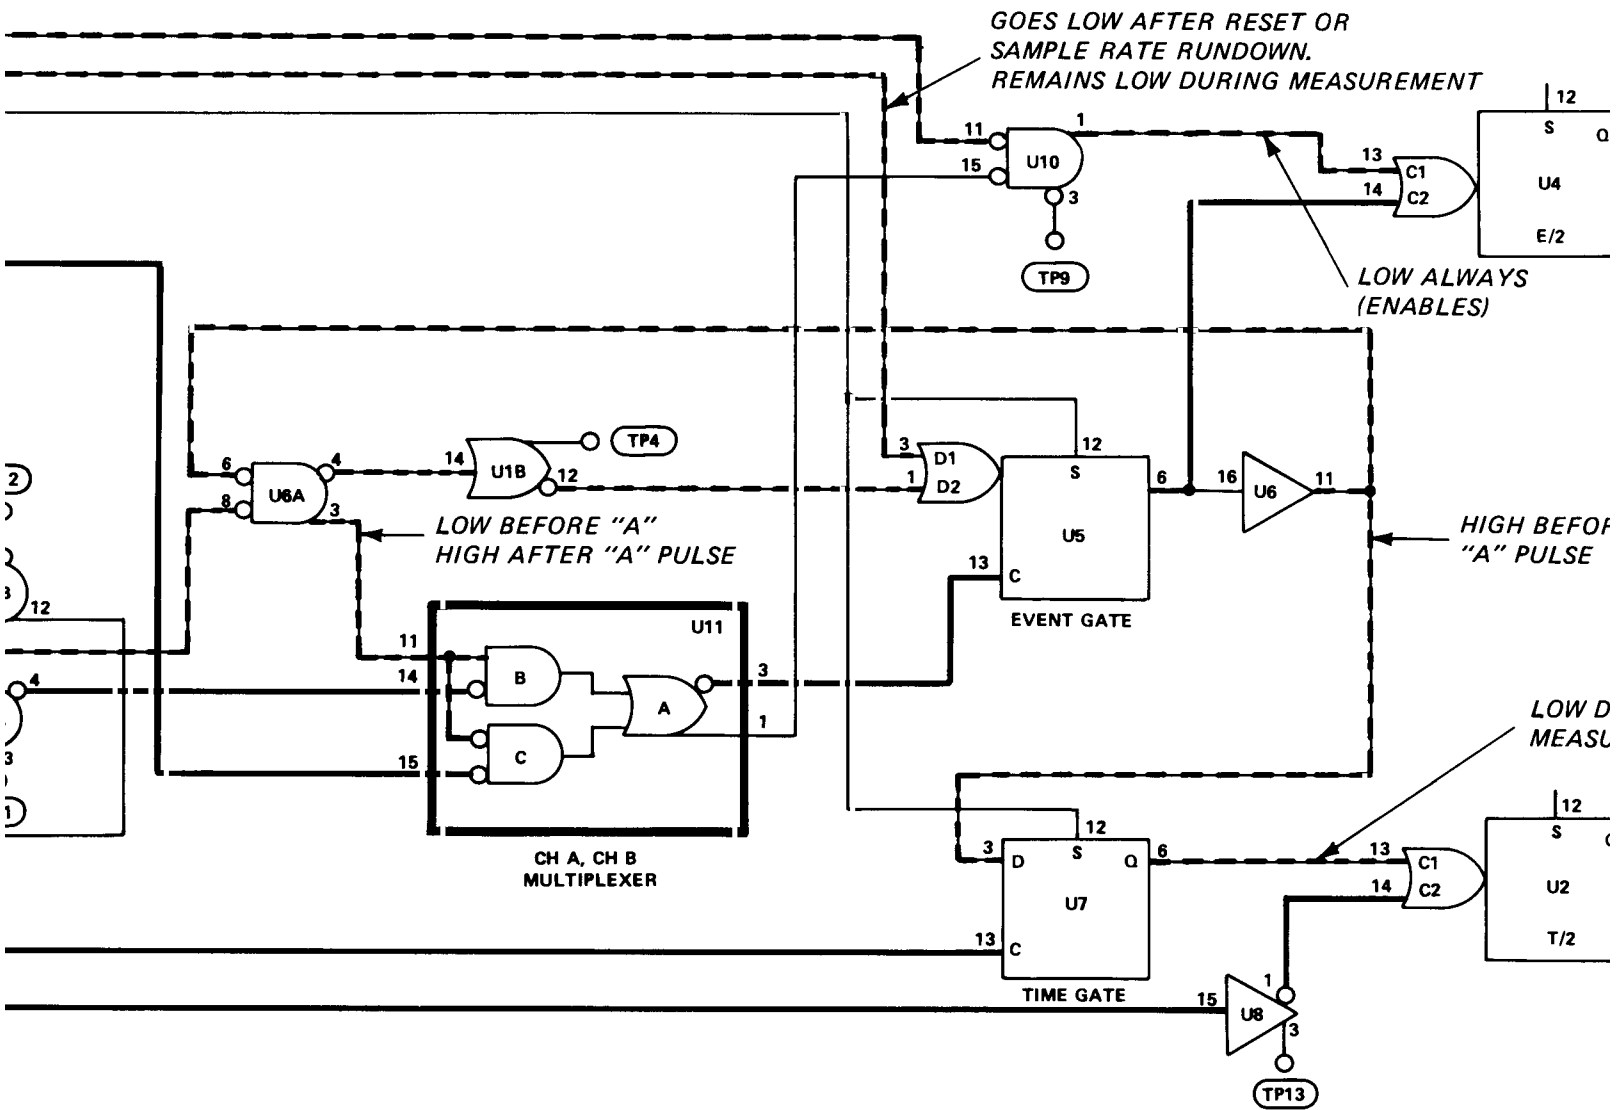 GOES LOW AFTER RESET OR
SAMPLE RATE RUNDOWN.
REMAINS LOW DURING MEASUREMENT
12
S
Q
U4
E/2
11
15
U10
1
3
TP9
13
C1
14
C2
LOW ALWAYS
(ENABLES)
6
8
U6A
4
3
14
U1B
12
TP4
LOW BEFORE "A"
HIGH AFTER "A" PULSE
3
D1
1
D2
12
S
U5
13
C
6
EVENT GATE
16
U6
11
HIGH BEFOR
"A" PULSE
2
12
4
3
1
11
14
15
U11
B
C
A
3
1
CH A, CH B
MULTIPLEXER
LOW D
MEASU
12
3
D
S
Q
6
U7
13
C
TIME GATE
13
C1
14
C2
12
S
U2
T/2
15
U8
1
3
TP13